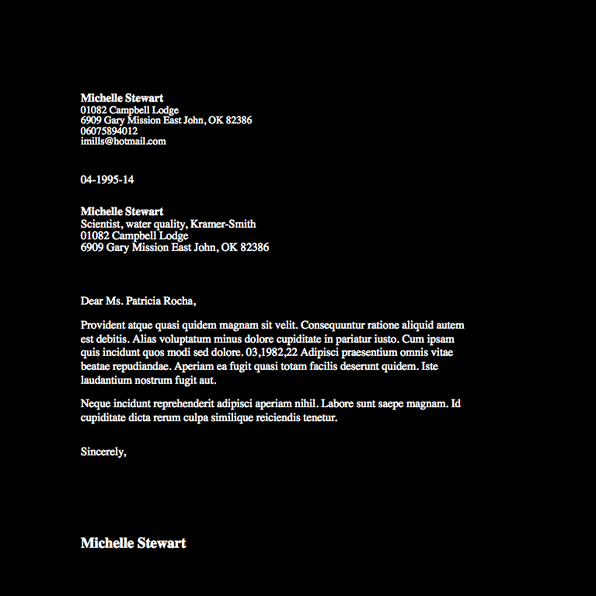 Michelle Stewart
01082 Campbell Lodge
6909 Gary Mission East John, OK 82386
06075894012
imills@hotmail.com
04-1995-14
Michelle Stewart
Scientist, water quality, Kramer-Smith
01082 Campbell Lodge
6909 Gary Mission East John, OK 82386
Dear Ms. Patricia Rocha,
Provident atque quasi quidem magnam sit velit. Consequuntur ratione aliquid autem
est debitis. Alias voluptatum minus dolore cupiditate in pariatur iusto. Cum ipsam
quis incidunt quos modi sed dolore. 03,1982,22 Adipisci praesentium omnis vitae
beatae repudiandae. Aperiam ea fugit quasi totam facilis deserunt quidem. Iste
laudantium nostrum fugit aut.
Neque incidunt reprehenderit adipisci aperiam nihil. Labore sunt saepe magnam. Id
cupiditate dicta rerum culpa similique reiciendis tenetur.
Sincerely,
Michelle Stewart